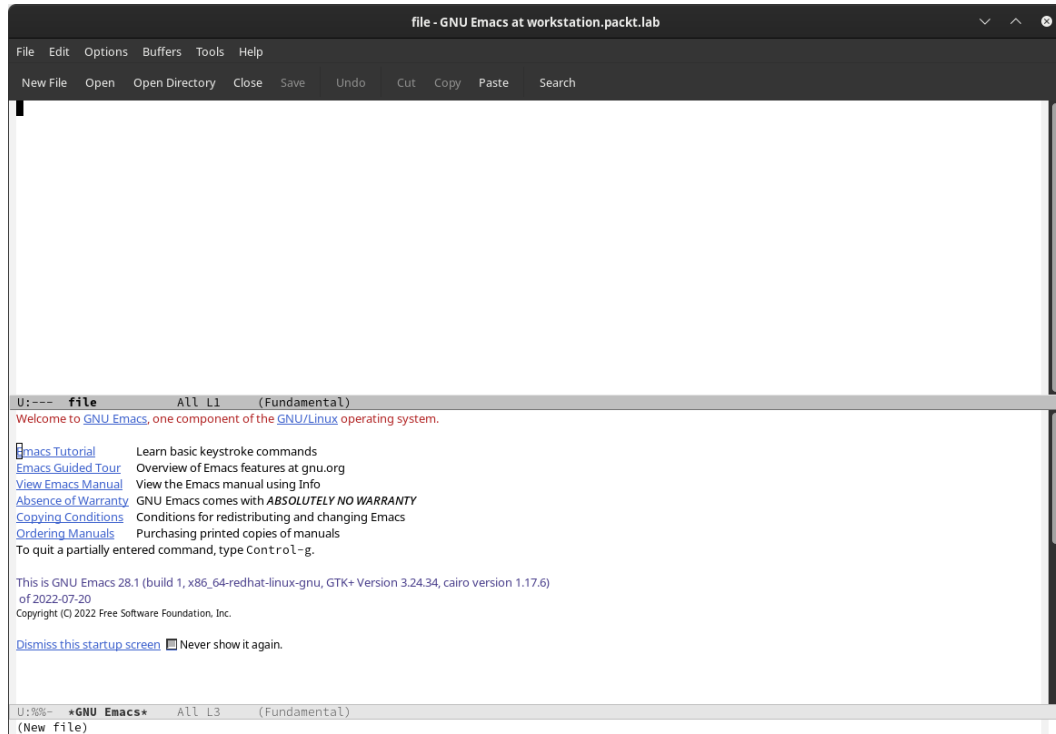 file - GNU Emacs at workstation.packt.lab
File Edit Options Buffers Tools Help
New File Open Open Directory Close Save Undo Cut Copy Paste Search
U:--- file All L1 (Fundamental)
Welcome to GNU Emacs, one component of the GNU/Linux operating system.
Emacs Tutorial Learn basic keystroke commands
Emacs Guided Tour Overview of Emacs features at gnu.org
View Emacs Manual View the Emacs manual using Info
Absence of Warranty GNU Emacs comes with ABSOLUTELY NO WARRANTY
Copying Conditions Conditions for redistributing and changing Emacs
Ordering Manuals Purchasing printed copies of manuals
To quit a partially entered command, type Control-g.
This is GNU Emacs 28.1 (build 1, x86_64-redhat-linux-gnu, GTK+ Version 3.24.34, cairo version 1.17.6)
of 2022-07-20
Copyright (C) 2022 Free Software Foundation, Inc.
Dismiss this startup screen Never show it again.
U:%%- *GNU Emacs* All L3 (Fundamental)
(New file)